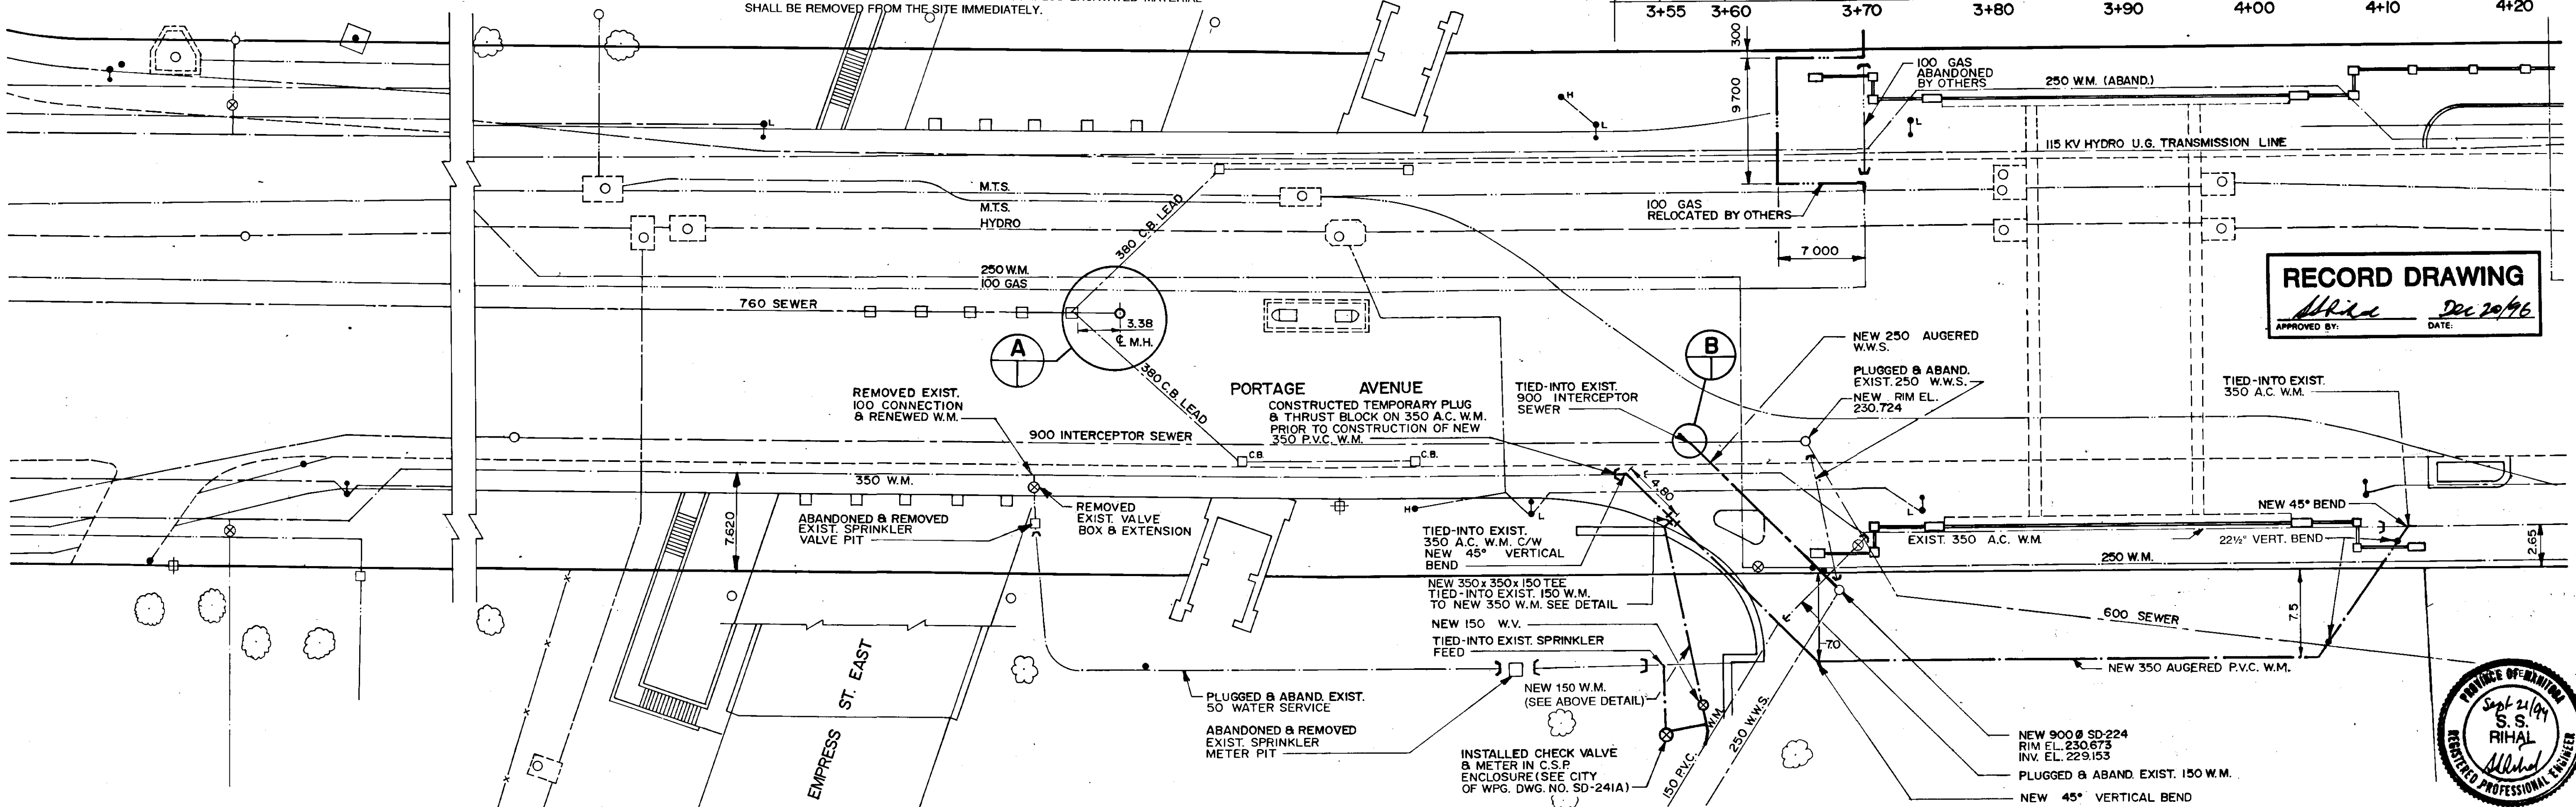 SHALL BE REMOVED FROM THE SITE IMMEDIATELY.
3+55 3+60 3+70 3+80 3+90 4+00 4+10 4+20
300
9 700
100 GAS
ABANDONED
BY OTHERS
250 W.M. (ABAND.)
H
L
L
L
115 KV HYDRO U.G. TRANSMISSION LINE
M.T.S.
M.T.S.
HYDRO
380 C.B. LEAD
100 GAS
RELOCATED BY OTHERS
7 000
250 W.M.
100 GAS
760 SEWER
3.38
℄ M.H.
A
380 C.B. LEAD
RECORD DRAWING
Dec 20/96
APPROVED BY:
DATE:
B
NEW 250 AUGERED
W.W.S.
PLUGGED & ABAND.
EXIST. 250 W.W.S.
NEW RIM EL.
230.724
TIED-INTO EXIST.
350 A.C. W.M.
REMOVED EXIST.
100 CONNECTION
& RENEWED W.M.
PORTAGE AVENUE
CONSTRUCTED TEMPORARY PLUG
& THRUST BLOCK ON 350 A.C. W.M.
PRIOR TO CONSTRUCTION OF NEW
350 P.V.C. W.M.
TIED-INTO EXIST.
900 INTERCEPTOR
SEWER
900 INTERCEPTOR SEWER
C.B.
C.B.
350 W.M.
7.620
ABANDONED & REMOVED
EXIST. SPRINKLER
VALVE PIT
REMOVED
EXIST. VALVE
BOX & EXTENSION
H
L
4.80
L
NEW 45° BEND
TIED-INTO EXIST.
350 A.C. W.M. C/W
NEW 45° VERTICAL
BEND
EXIST. 350 A.C. W.M.
22½° VERT. BEND
2.65
250 W.M.
NEW 350 x 350 x 150 TEE
TIED-INTO EXIST. 150 W.M.
TO NEW 350 W.M. SEE DETAIL
NEW 150 W.V.
TIED-INTO EXIST. SPRINKLER
FEED
7.0
600 SEWER
7.5
NEW 350 AUGERED P.V.C. W.M.
EMPRESS ST. EAST
PLUGGED & ABAND. EXIST.
50 WATER SERVICE
ABANDONED & REMOVED
EXIST. SPRINKLER
METER PIT
NEW 150 W.M.
(SEE ABOVE DETAIL)
INSTALLED CHECK VALVE
& METER IN C.S.P.
ENCLOSURE (SEE CITY
OF WPG. DWG. NO. SD-241A)
150 P.V.C. W.M.
250 W.W.S.
NEW 900 Ø SD-224
RIM EL. 230.673
INV. EL. 229.153
PLUGGED & ABAND. EXIST. 150 W.M.
NEW 45° VERTICAL BEND
PROVINCE OF MANITOBA
Sept 21/94
S. S.
RIHAL
REGISTERED PROFESSIONAL ENGINEER